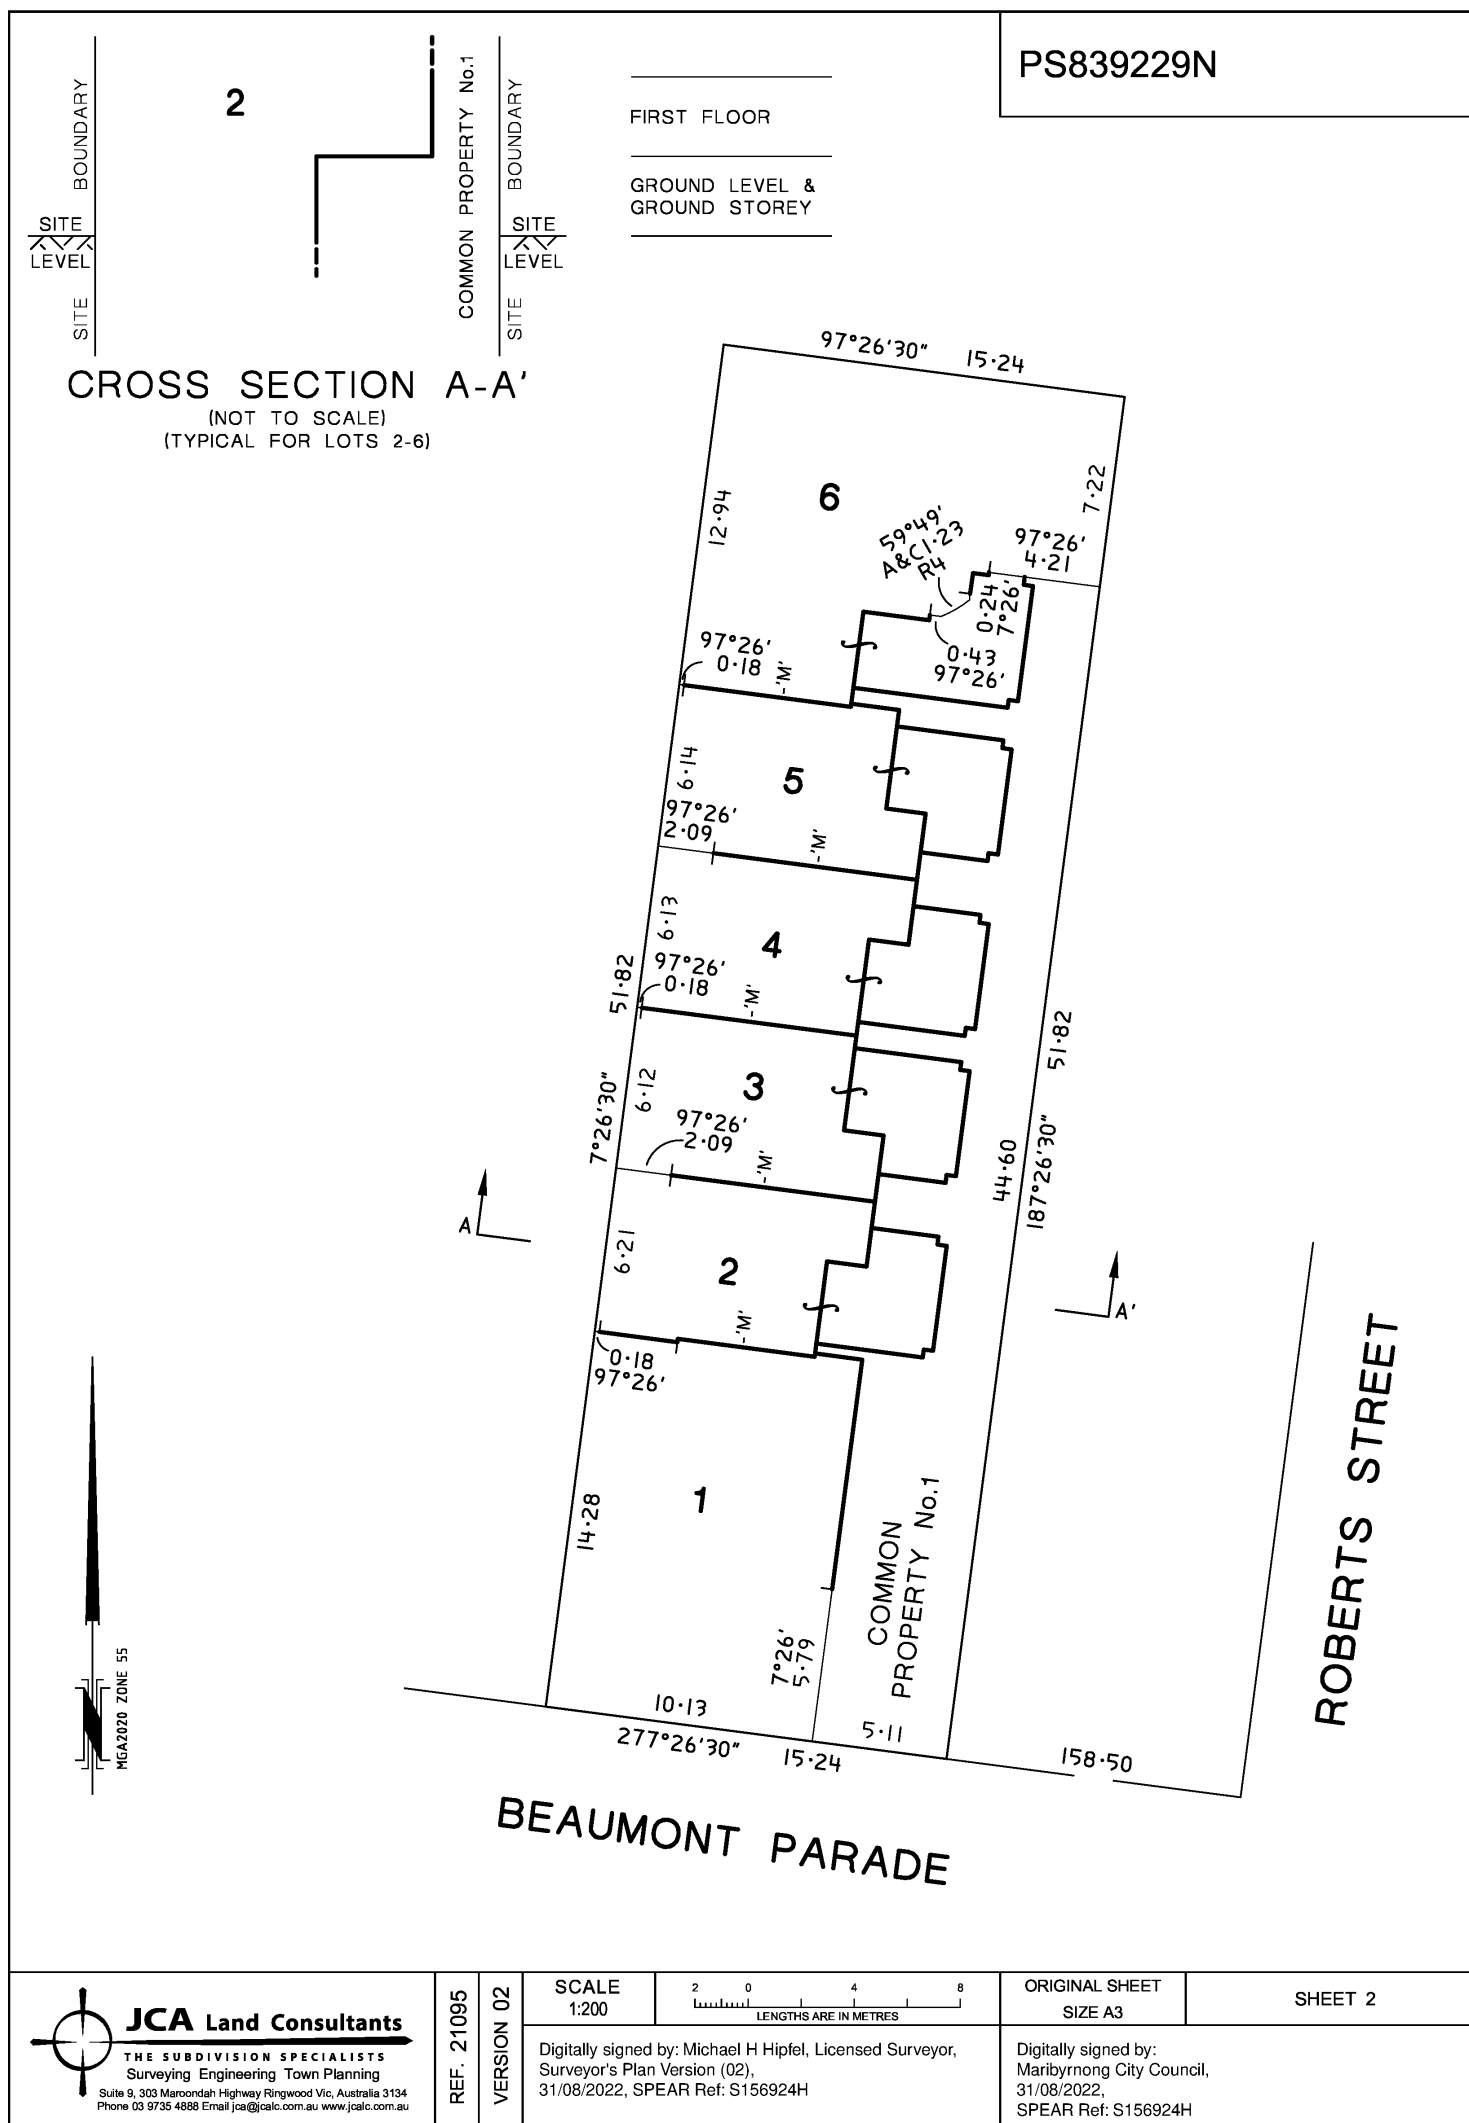 PS839229N
BOUNDARY
2
COMMON PROPERTY No.1
BOUNDARY
FIRST FLOOR
GROUND LEVEL &
GROUND STOREY
SITE
LEVEL
SITE
SITE
LEVEL
SITE
CROSS SECTION A-A'
(NOT TO SCALE)
(TYPICAL FOR LOTS 2-6)
97°26'30" 15·24
12·94
6
7·22
59°49'
A&C1·23
R4
97°26'
4·21
0·24
7°26'
0·43
97°26'
97°26'
0·18
-'M'
6·14
5
97°26'
2·09
-'M'
6·13
4
97°26'
0·18
-'M'
51·82
51·82
6·12
3
97°26'
2·09
-'M'
7°26'30"
44·60
187°26'30"
A
6·21
2
-'M'
A'
0·18
97°26'
1
14·28
COMMON
PROPERTY No.1
7°26'
5·79
10·13
277°26'30" 15·24
5·11
158·50
BEAUMONT PARADE
ROBERTS STREET
N
MGA2020 ZONE 55
JCA Land Consultants
THE SUBDIVISION SPECIALISTS
Surveying Engineering Town Planning
Suite 9, 303 Maroondah Highway Ringwood Vic, Australia 3134
Phone 03 9735 4888 Email jca@jcalc.com.au www.jcalc.com.au
REF. 21095
VERSION 02
SCALE
1:200
2 0 4 8
LENGTHS ARE IN METRES
ORIGINAL SHEET
SIZE A3
SHEET 2
Digitally signed by: Michael H Hipfel, Licensed Surveyor,
Surveyor's Plan Version (02),
31/08/2022, SPEAR Ref: S156924H
Digitally signed by:
Maribyrnong City Council,
31/08/2022,
SPEAR Ref: S156924H